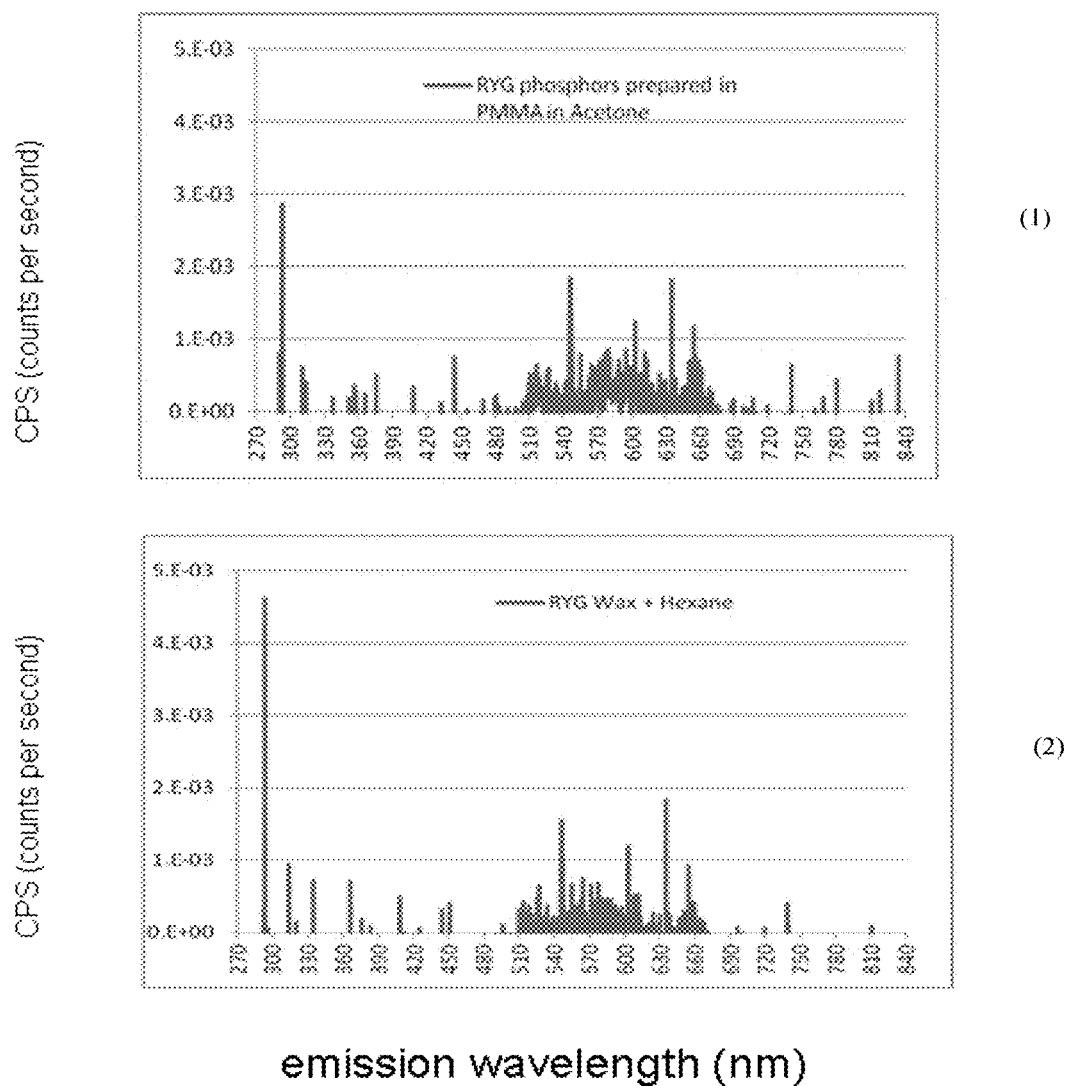 CPS (counts per second)
5.E-03
4.E-03
3.E-03
2.E-03
1.E-03
0.E+00
RYG phosphors prepared in
PMMA in Acetone
270 300 330 360 390 420 450 480 510 540 570 600 630 660 690 720 750 780 810 840
(1)
CPS (counts per second)
5.E-03
4.E-03
3.E-03
2.E-03
1.E-03
0.E+00
RYG Wax + Hexane
270 300 330 360 390 420 450 480 510 540 570 600 630 660 690 720 750 780 810 840
(2)
emission wavelength (nm)